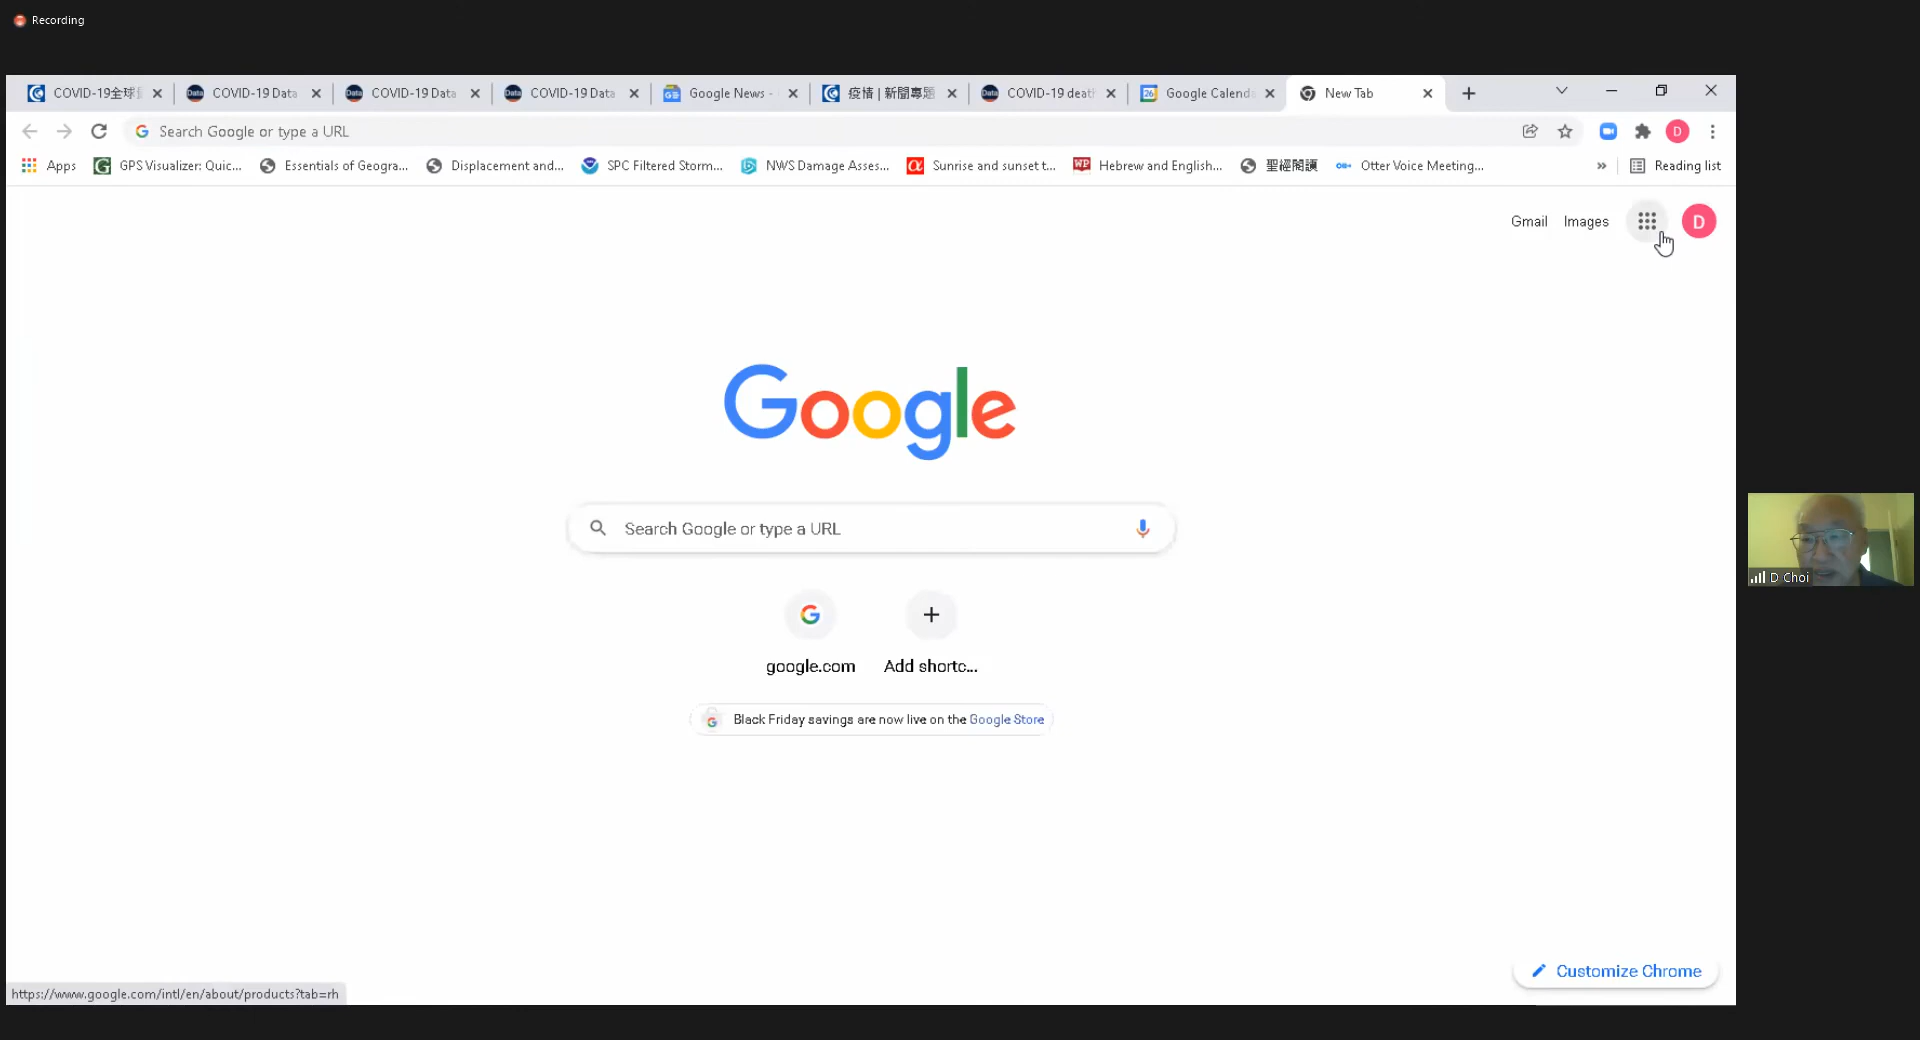 Recording
COVID-19全球 COVID-19 Data COVID-19 Data COVID-19 Data Google News - 疫情 | 新聞專題 COVID-19 death Google Calenda New Tab
Search Google or type a URL D
Apps GPS Visualizer: Quic... Essentials of Geogra... Displacement and... SPC Filtered Storm... NWS Damage Asses... Sunrise and sunset t... Hebrew and English... 聖經閱讀 Otter Voice Meeting... » Reading list
Gmail Images D
Google
Search Google or type a URL
google.com Add shortc...
Black Friday savings are now live on the Google Store
D Choi
Customize Chrome
https://www.google.com/intl/en/about/products?tab=rh